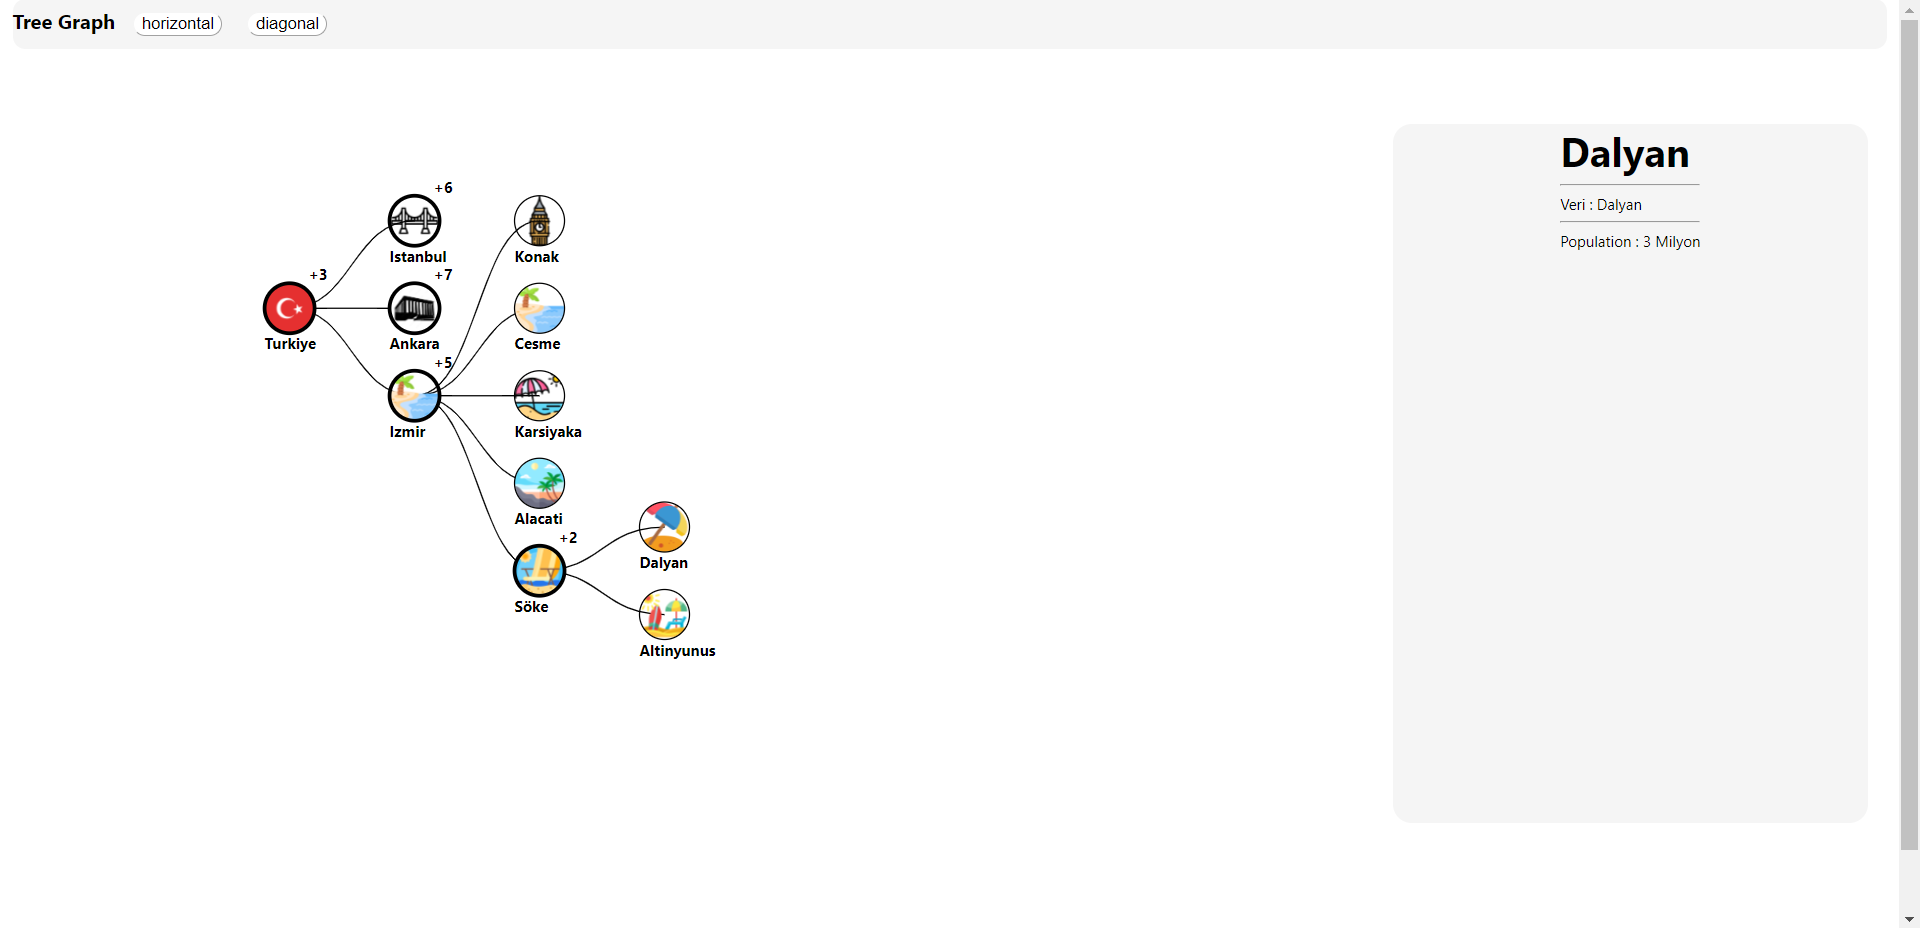 Tree Graph horizontal diagonal
+6
Istanbul
+3
Turkiye
+7
Ankara
+5
Izmir
Konak
Cesme
Karsiyaka
Alacati
+2
Söke
Dalyan
Altinyunus
Dalyan
Veri : Dalyan
Population : 3 Milyon